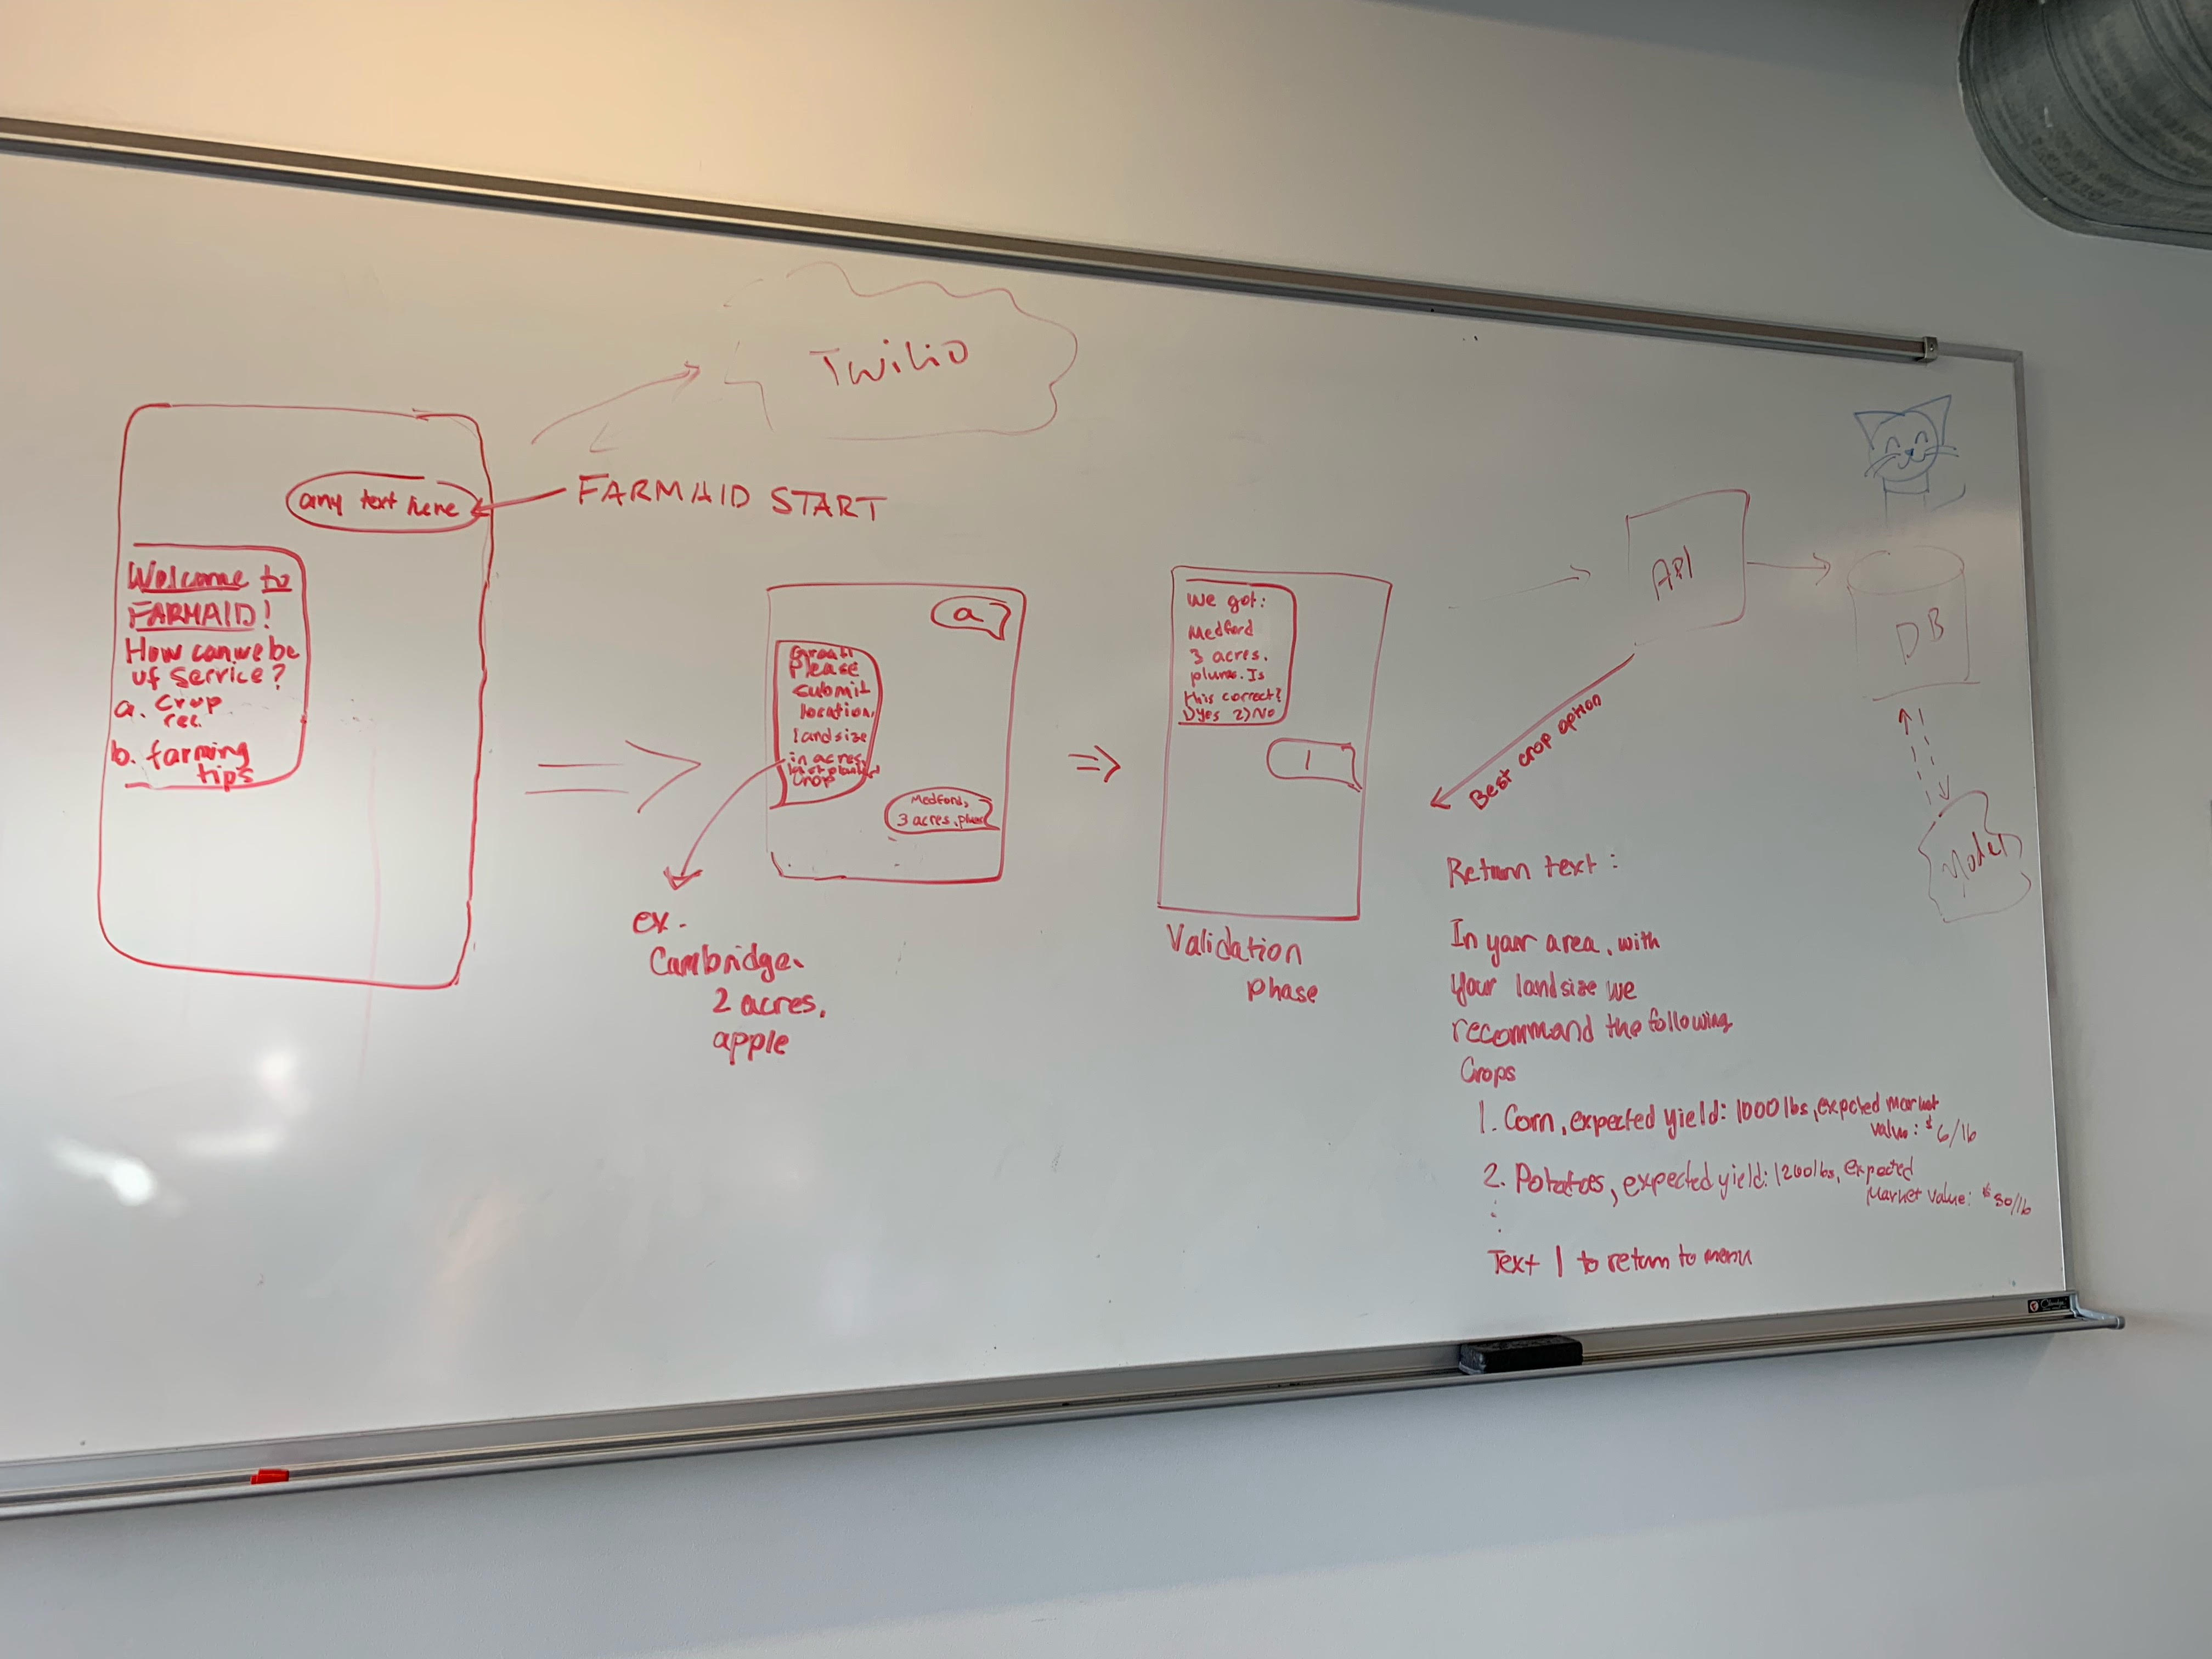 Twilio
FARMAID START
any text here
Welcome to
FARMAID!
How can we be
of service?
a. crop
rec.
b. farming
tips
a
Great!
Please
submit
location,
land size
in acres,
crop
Medford,
3 acres,
ex.
Cambridge,
2 acres,
apple
We got:
Medford
3 acres,
plums. Is
this correct?
1) yes 2) No
1
Validation
phase
API
DB
Model
Best crop option
Return text:
In your area, with
your landsize we
recommand the following
Crops
1. Corn, expected yield: 1000 lbs, expected market
value: $6/lb
2. Potatoes, expected yield: 1200 lbs, expected
Market value: $50/lb
Text 1 to return to menu